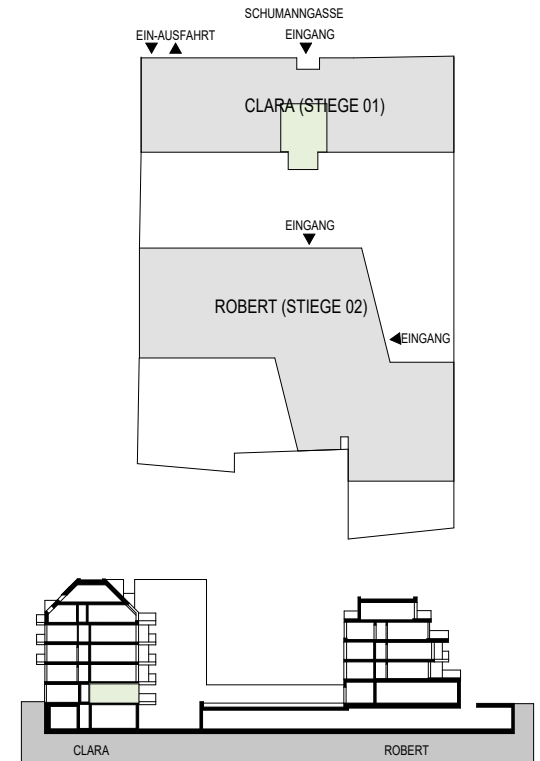 SCHUMANNGASSE
EIN-AUSFAHRT
EINGANG
CLARA (STIEGE 01)
EINGANG
ROBERT (STIEGE 02)
EINGANG
CLARA
ROBERT